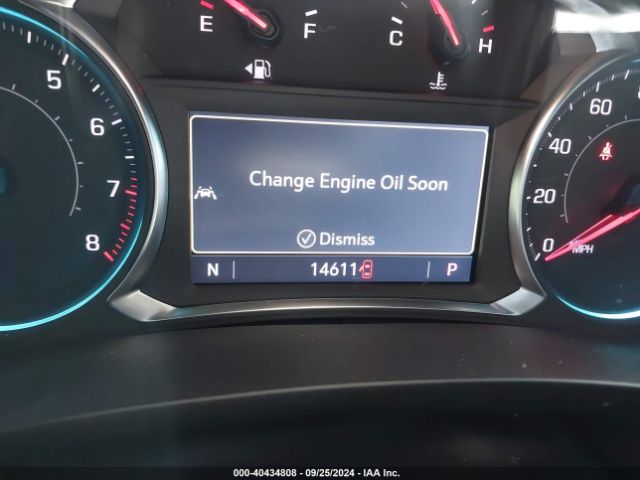 E F C H
5
6
7
8
Change Engine Oil Soon
Dismiss
N 14611 P
60
40
20
0 MPH
000-40434808 - 09/25/2024 - IAA Inc.